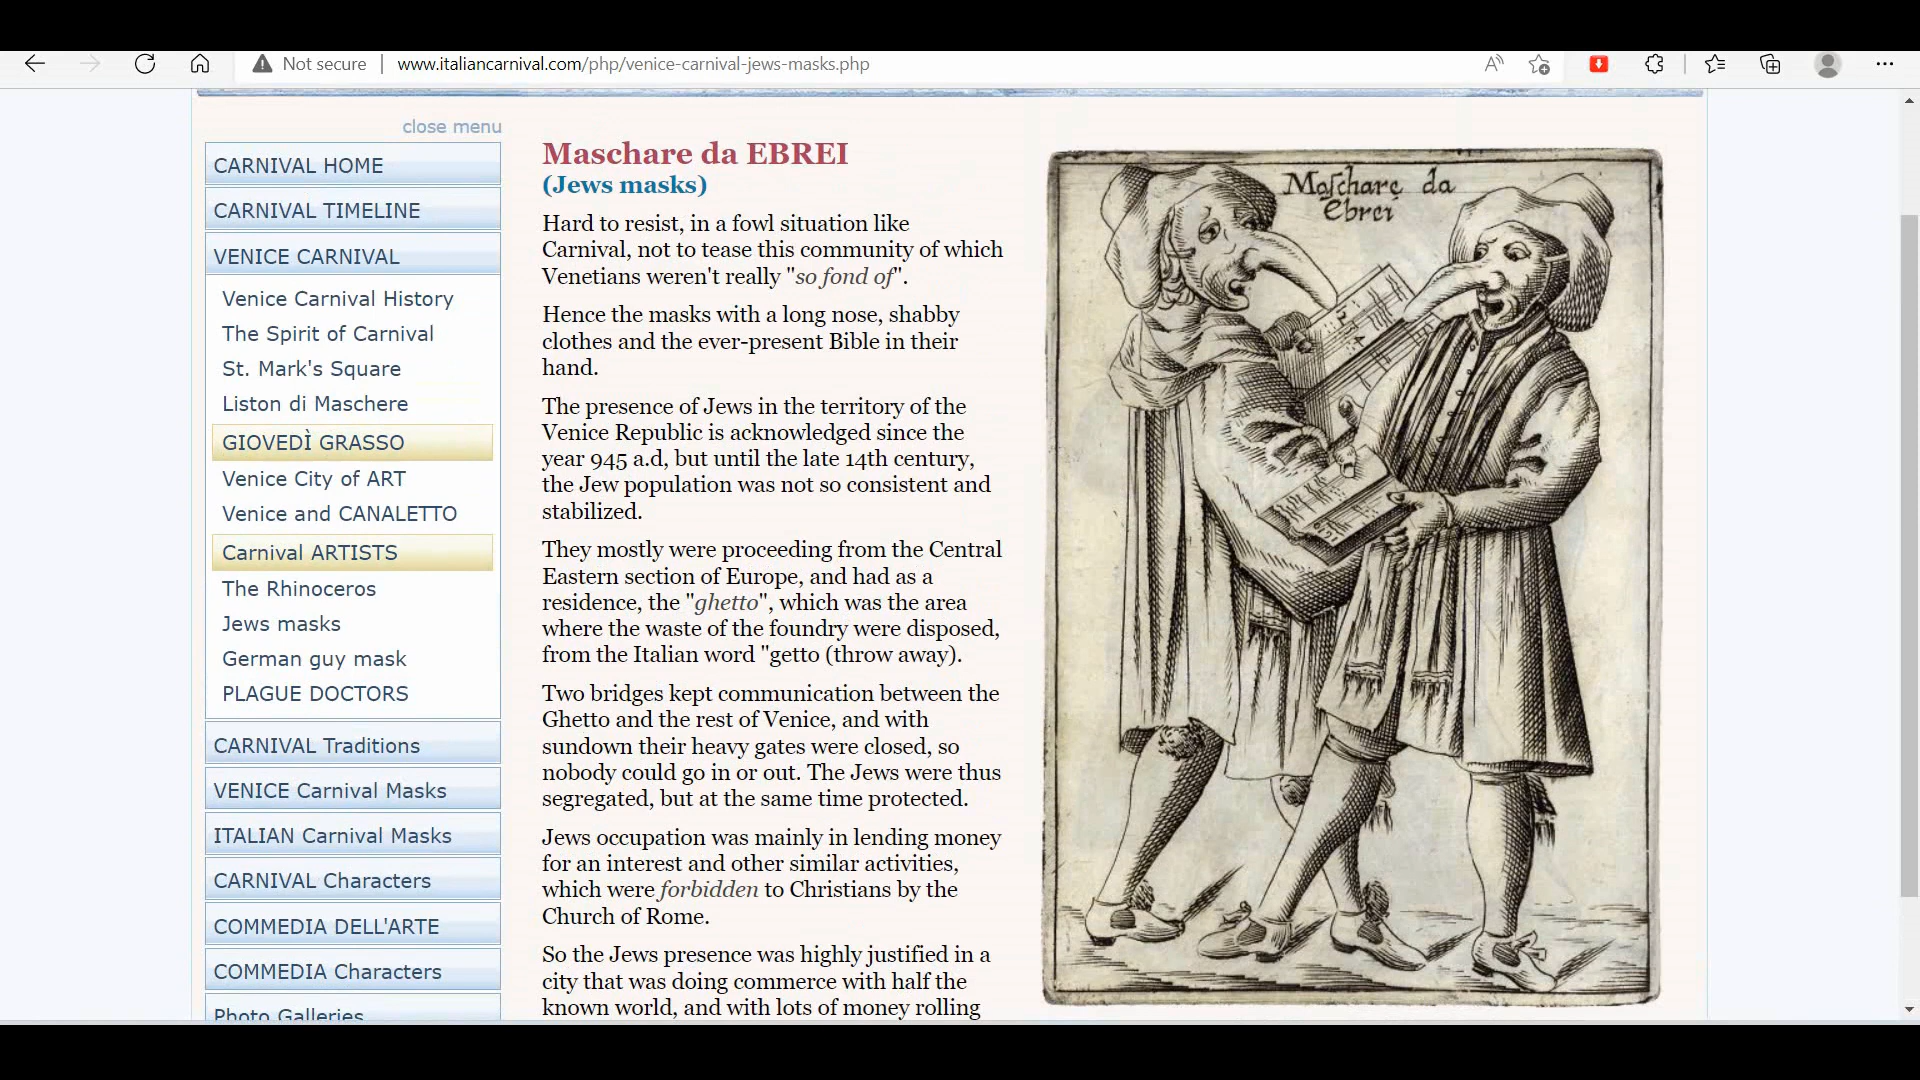 Not secure
www.italiancarnival.com/php/venice-carnival-jews-masks.php
close menu
CARNIVAL HOME
CARNIVAL TIMELINE
VENICE CARNIVAL
Venice Carnival History
The Spirit of Carnival
St. Mark's Square
Liston di Maschere
GIOVEDÌ GRASSO
Venice City of ART
Venice and CANALETTO
Carnival ARTISTS
The Rhinoceros
Jews masks
German guy mask
PLAGUE DOCTORS
CARNIVAL Traditions
VENICE Carnival Masks
ITALIAN Carnival Masks
CARNIVAL Characters
COMMEDIA DELL'ARTE
COMMEDIA Characters
Photo Galleries
Maschare da EBREI
(Jews masks)
Hard to resist, in a fowl situation like
Carnival, not to tease this community of which
Venetians weren't really "so fond of".
Hence the masks with a long nose, shabby
clothes and the ever-present Bible in their
hand.
The presence of Jews in the territory of the
Venice Republic is acknowledged since the
year 945 a.d, but until the late 14th century,
the Jew population was not so consistent and
stabilized.
They mostly were proceeding from the Central
Eastern section of Europe, and had as a
residence, the "ghetto", which was the area
where the waste of the foundry were disposed,
from the Italian word "getto (throw away).
Two bridges kept communication between the
Ghetto and the rest of Venice, and with
sundown their heavy gates were closed, so
nobody could go in or out. The Jews were thus
segregated, but at the same time protected.
Jews occupation was mainly in lending money
for an interest and other similar activities,
which were forbidden to Christians by the
Church of Rome.
So the Jews presence was highly justified in a
city that was doing commerce with half the
known world, and with lots of money rolling
Maſchare da
Ebrei